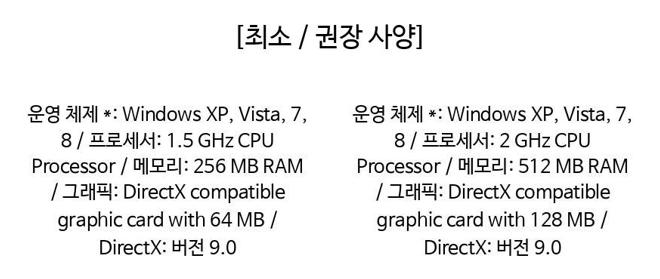 [최소 / 권장 사양]
운영 체제 *: Windows XP, Vista, 7,
8 / 프로세서: 1.5 GHz CPU
Processor / 메모리: 256 MB RAM
/ 그래픽: DirectX compatible
graphic card with 64 MB /
DirectX: 버전 9.0
운영 체제 *: Windows XP, Vista, 7,
8 / 프로세서: 2 GHz CPU
Processor / 메모리: 512 MB RAM
/ 그래픽: DirectX compatible
graphic card with 128 MB /
DirectX: 버전 9.0